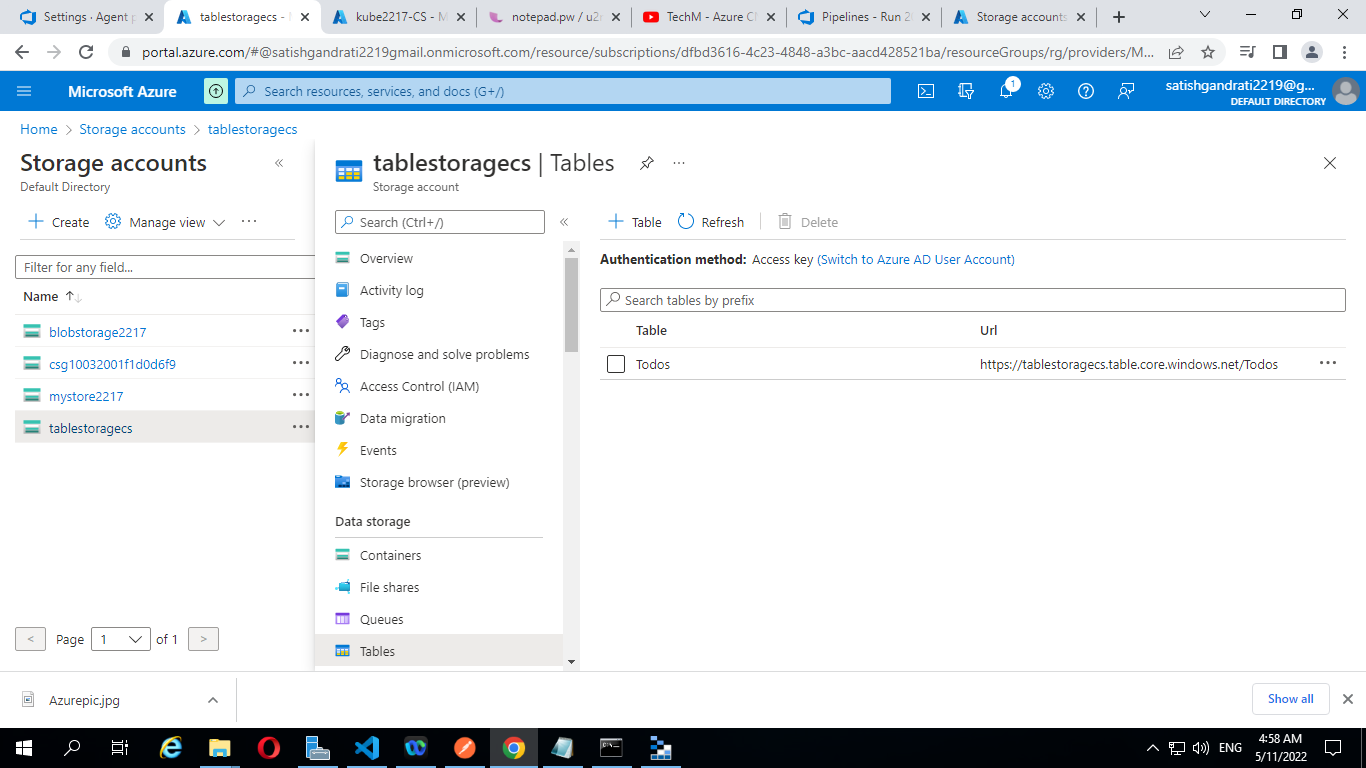 Settings - Agent p
tablestoragecs - M
kube2217-CS - M
notepad.pw / u2
TechM - Azure Cl
Pipelines - Run 2
Storage accounts
portal.azure.com/#@satishgandrati2219gmail.onmicrosoft.com/resource/subscriptions/dfbd3616-4c23-4848-a3bc-aacd428521ba/resourceGroups/rg/providers/M...
Microsoft Azure
Search resources, services, and docs (G+/)
1
satishgandrati2219@g...
DEFAULT DIRECTORY
Home > Storage accounts > tablestoragecs
Storage accounts
Default Directory
Create
Manage view
Filter for any field...
Name
blobstorage2217
csg10032001f1d0d6f9
mystore2217
tablestoragecs
< Page 1 of 1 >
tablestoragecs | Tables
Storage account
Search (Ctrl+/)
Overview
Activity log
Tags
Diagnose and solve problems
Access Control (IAM)
Data migration
Events
Storage browser (preview)
Data storage
Containers
File shares
Queues
Tables
Table
Refresh
Delete
Authentication method: Access key (Switch to Azure AD User Account)
Search tables by prefix
Table Url
Todos https://tablestoragecs.table.core.windows.net/Todos
Azurepic.jpg
Show all
ENG
4:58 AM
5/11/2022